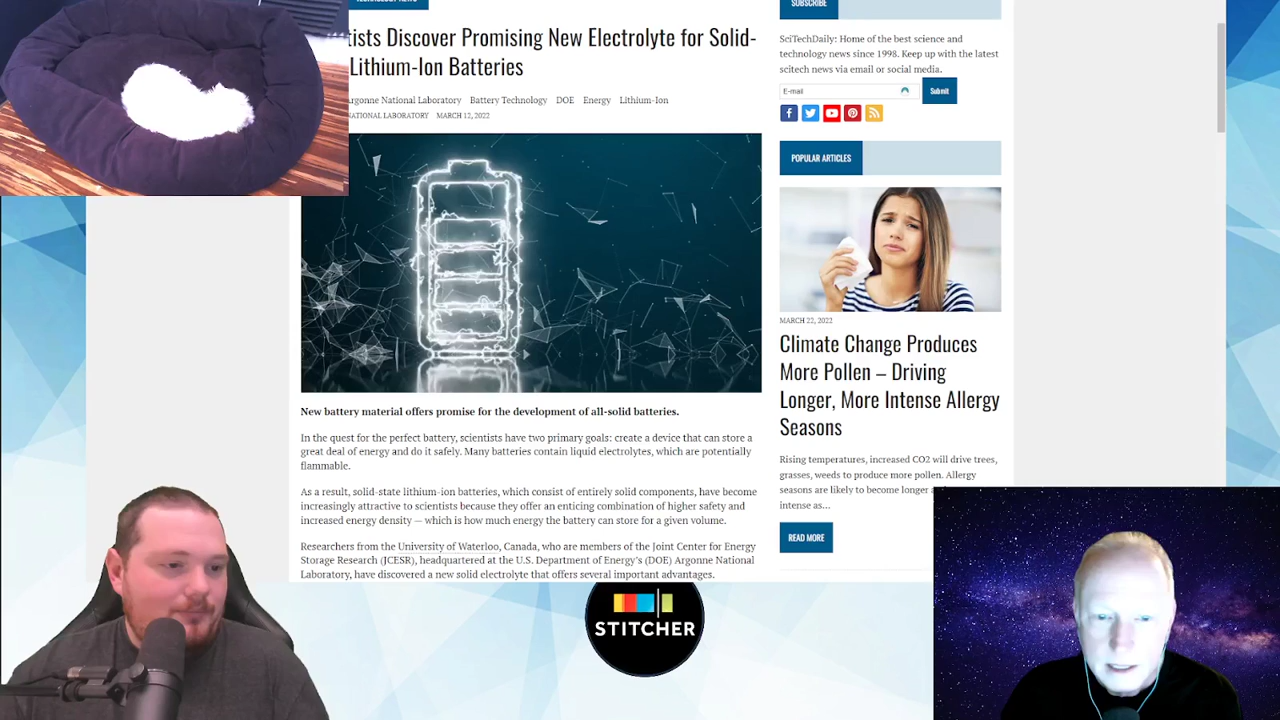 SUBSCRIBE
SciTechDaily: Home of the best science and
technology news since 1998. Keep up with the latest
scitech news via email or social media.
E-mail
Submit
tists Discover Promising New Electrolyte for Solid-
Lithium-Ion Batteries
Argonne National Laboratory Battery Technology DOE Energy Lithium-Ion
NATIONAL LABORATORY MARCH 12, 2022
New battery material offers promise for the development of all-solid batteries.
In the quest for the perfect battery, scientists have two primary goals: create a device that can store a
great deal of energy and do it safely. Many batteries contain liquid electrolytes, which are potentially
flammable.
As a result, solid-state lithium-ion batteries, which consist of entirely solid components, have become
increasingly attractive to scientists because they offer an enticing combination of higher safety and
increased energy density — which is how much energy the battery can store for a given volume.
Researchers from the University of Waterloo, Canada, who are members of the Joint Center for Energy
Storage Research (JCESR), headquartered at the U.S. Department of Energy's (DOE) Argonne National
Laboratory, have discovered a new solid electrolyte that offers several important advantages.
POPULAR ARTICLES
MARCH 22, 2022
Climate Change Produces
More Pollen – Driving
Longer, More Intense Allergy
Seasons
Rising temperatures, increased CO2 will drive trees,
grasses, weeds to produce more pollen. Allergy
seasons are likely to become longer
intense as…
READ MORE
STITCHER